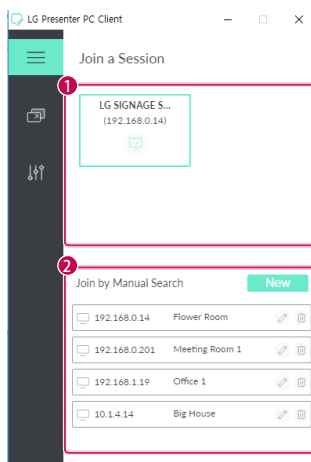 LG Presenter PC Client
Join a Session
1
LG SIGNAGE S...
(192.168.0.14)
2
Join by Manual Search
New
192.168.0.14 Flower Room
192.168.0.201 Meeting Room 1
192.168.1.19 Office 1
10.1.4.14 Big House